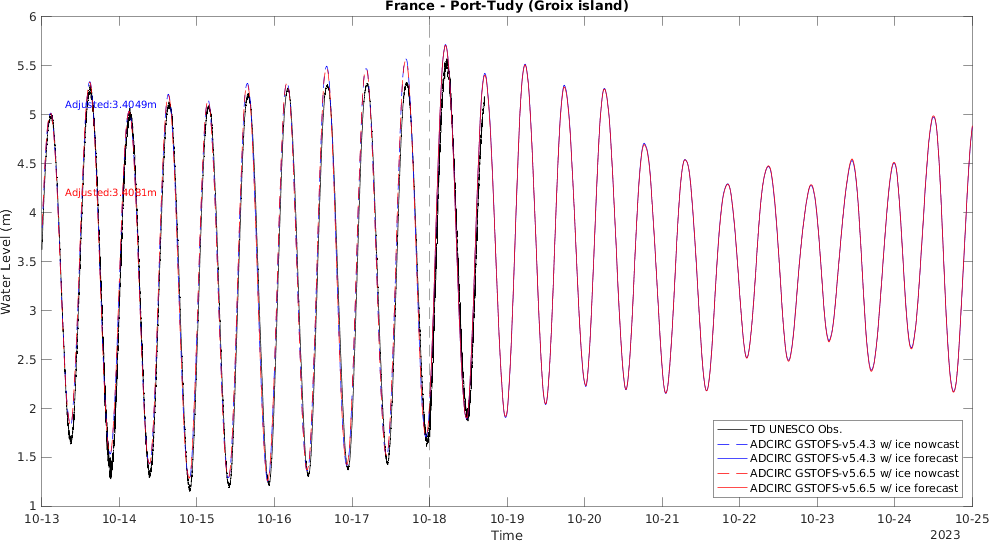 France - Port-Tudy (Groix island)
6
5.5
5
4.5
4
3.5
3
2.5
2
1.5
1
Water Level (m)
Adjusted:3.4049m
Adjusted:3.4081m
TD UNESCO Obs.
ADCIRC GSTOFS-v5.4.3 w/ ice nowcast
ADCIRC GSTOFS-v5.4.3 w/ ice forecast
ADCIRC GSTOFS-v5.6.5 w/ ice nowcast
ADCIRC GSTOFS-v5.6.5 w/ ice forecast
10-13 10-14 10-15 10-16 10-17 10-18 10-19 10-20 10-21 10-22 10-23 10-24 10-25
Time
2023